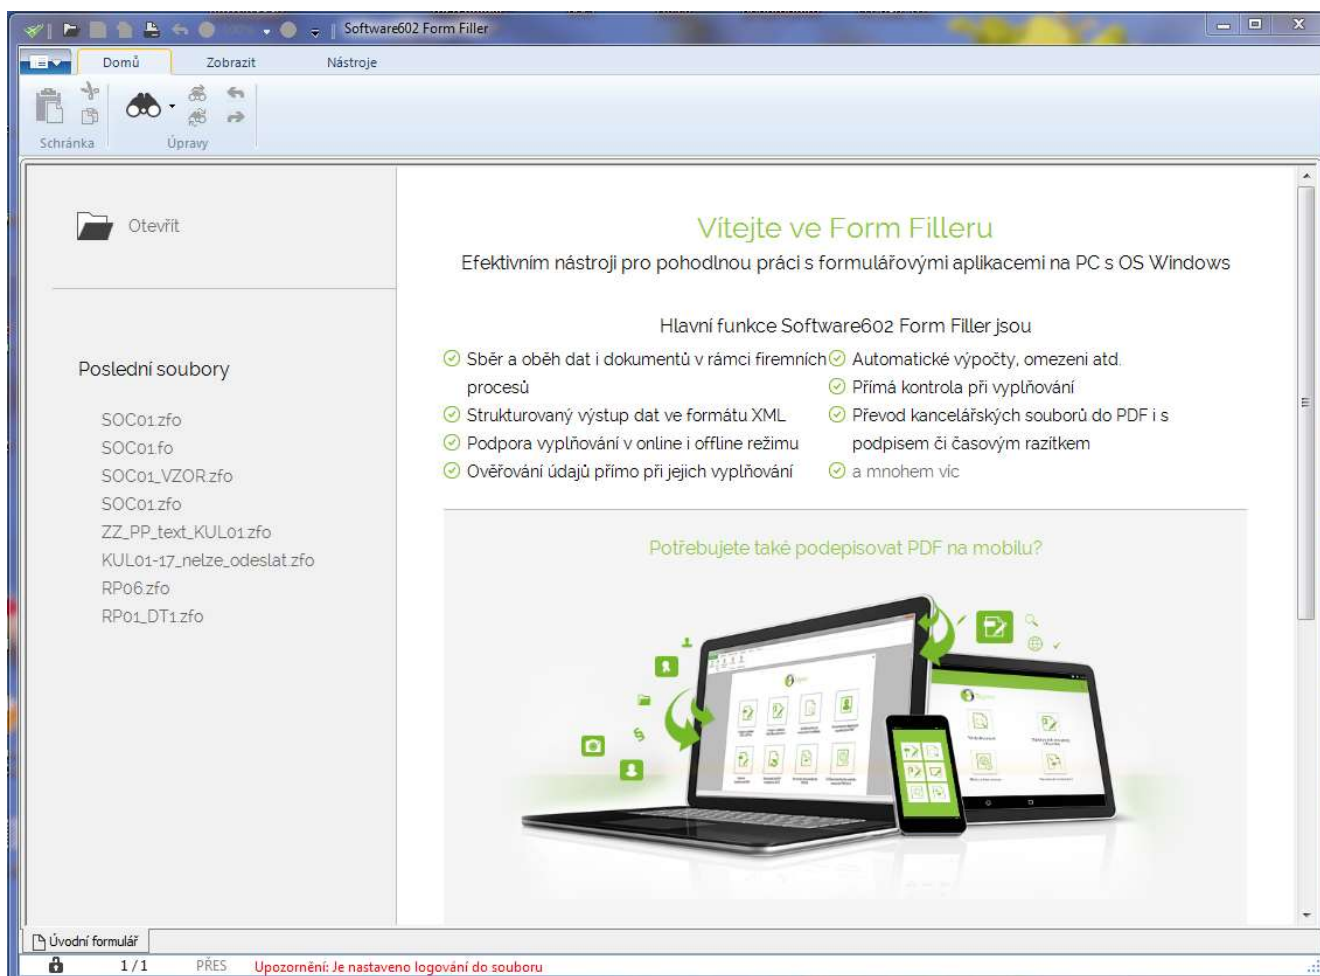 Software602 Form Filler
Domů
Zobrazit
Nástroje
Schránka
Úpravy
Otevřít
Poslední soubory
SOC01.zfo
SOC01.fo
SOC01_VZOR.zfo
SOC01.zfo
ZZ_PP_text_KUL01.zfo
KUL01-17_nelze_odeslat.zfo
RP06.zfo
RP01_DT1.zfo
Vítejte ve Form Filleru
Efektivním nástroji pro pohodlnou práci s formulářovými aplikacemi na PC s OS Windows
Hlavní funkce Software602 Form Filler jsou
Sběr a oběh dat i dokumentů v rámci firemních
procesů
Strukturovaný výstup dat ve formátu XML
Podpora vyplňování v online i offline režimu
Ověřování údajů přímo při jejich vyplňování
Automatické výpočty, omezeni atd.
Přímá kontrola při vyplňování
Převod kancelářských souborů do PDF i s
podpisem či časovým razítkem
a mnohem víc
Potřebujete také podepisovat PDF na mobilu?
Úvodní formulář
1 / 1
PŘES
Upozornění: Je nastaveno logování do souboru